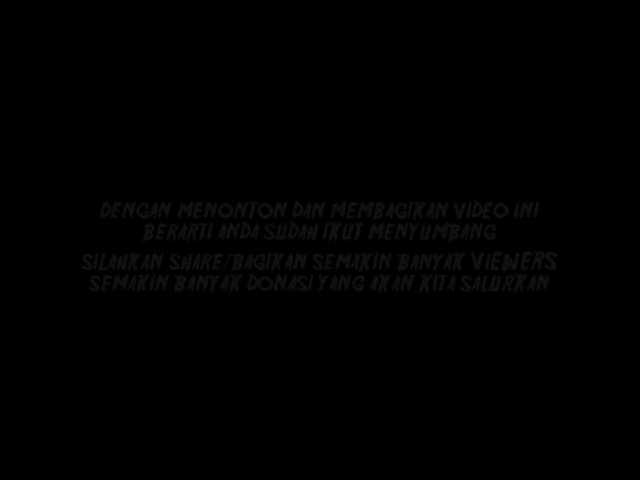 DENGAN MENONTON DAN MEMBAGIKAN VIDEO INI
BERARTI ANDA SUDAH IKUT MENYUMBANG
SILAHKAN SHARE/BAGIKAN SEMAKIN BANYAK VIEWERS
SEMAKIN BANYAK DONASI YANG AKAN KITA SALURKAN